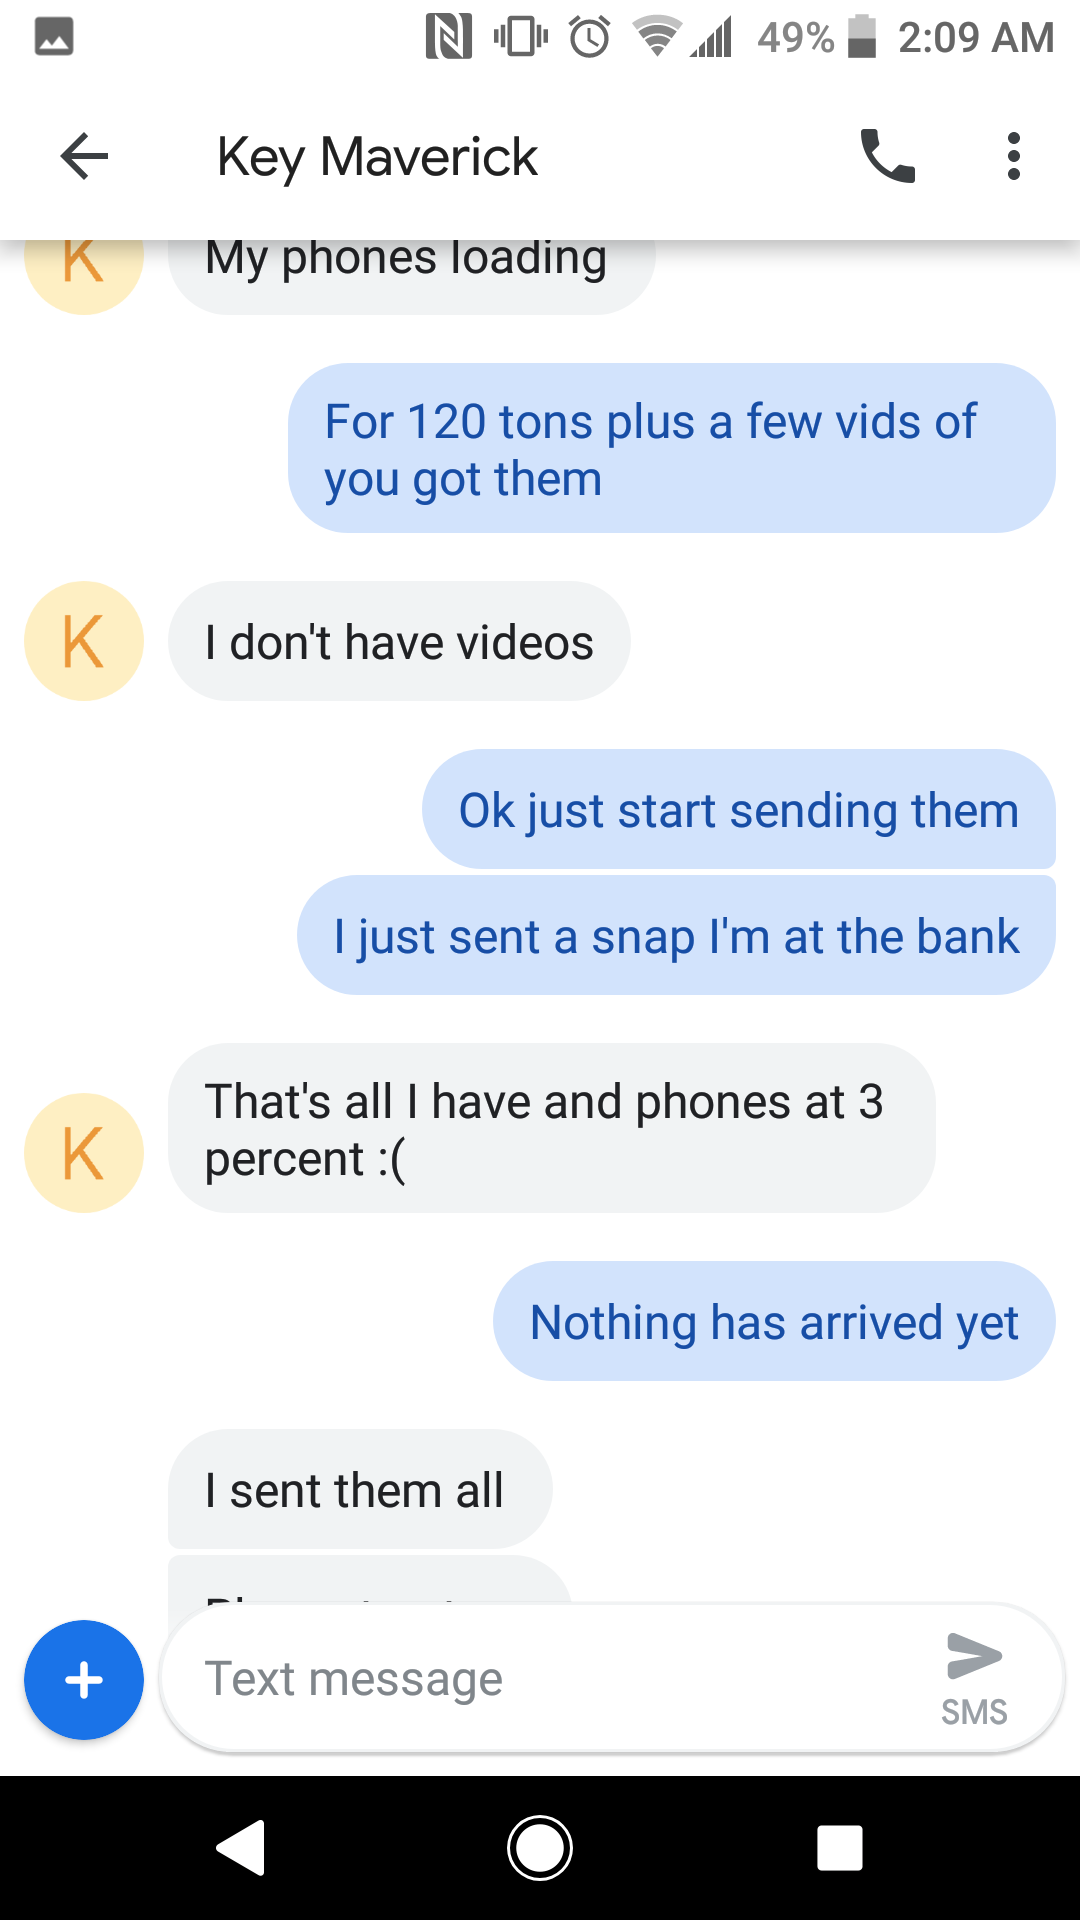 49% 2:09 AM
Key Maverick
K
My phones loading
For 120 tons plus a few vids of
you got them
K
I don't have videos
Ok just start sending them
I just sent a snap I'm at the bank
That's all I have and phones at 3
percent :(
K
Nothing has arrived yet
I sent them all
Text message
SMS